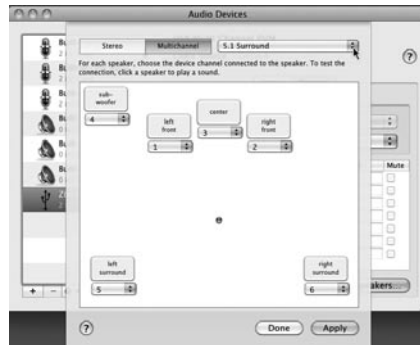 Audio Devices
Stereo
Multichannel
5.1 Surround
For each speaker, choose the device channel connected to the speaker. To test the
connection, click a speaker to play a sound.
sub-
woofer
4
left
front
1
center
3
right
front
2
Mute
left
surround
5
right
surround
6
?
Done
Apply
?
+
−